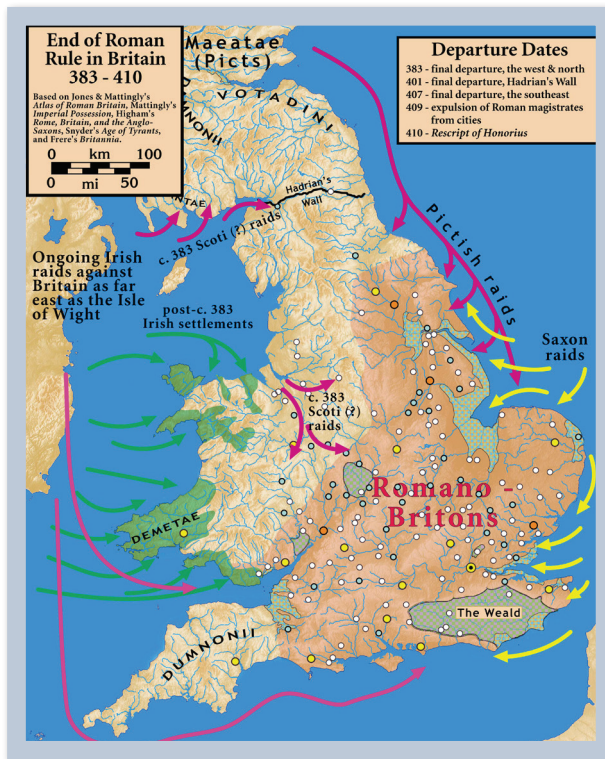 End of Roman
Rule in Britain
383 - 410
Based on Jones & Mattingly's
Atlas of Roman Britain, Mattingly's
Imperial Possession, Higham's
Rome, Britain, and the Anglo-
Saxons, Snyder's Age of Tyrants,
and Frere's Britannia.
0 km 100
0 mi 50
Maeatae
(Picts)
VOTADINI
Departure Dates
383 - final departure, the west & north
401 - final departure, Hadrian's Wall
407 - final departure, the southeast
409 - expulsion of Roman magistrates
from cities
410 - Rescript of Honorius
Hadrian's
Wall
c. 383 Scoti (?) raids
Pictish raids
Ongoing Irish
raids against
Britain as far
east as the Isle
of Wight
post-c. 383
Irish settlements
Saxon
raids
c. 383
Scoti (?)
raids
Romano -
Britons
DEMETAE
The Weald
DUMNONII